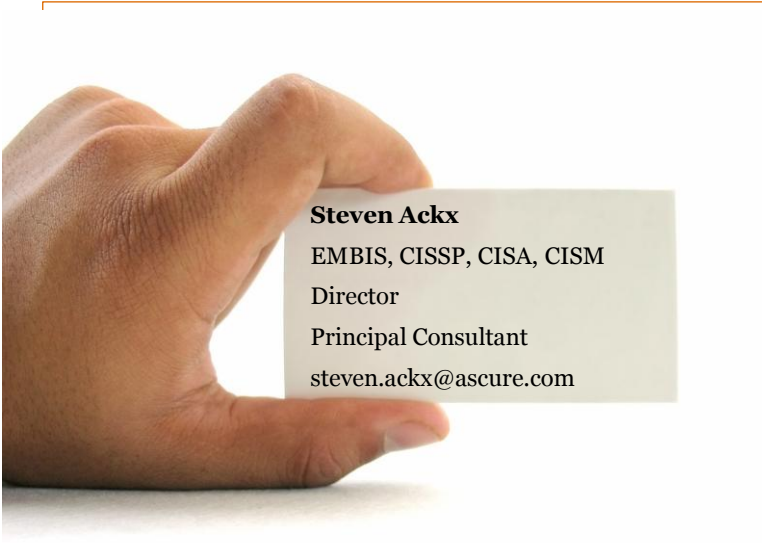 Steven Ackx
EMBIS, CISSP, CISA, CISM
Director
Principal Consultant
steven.ackx@ascure.com